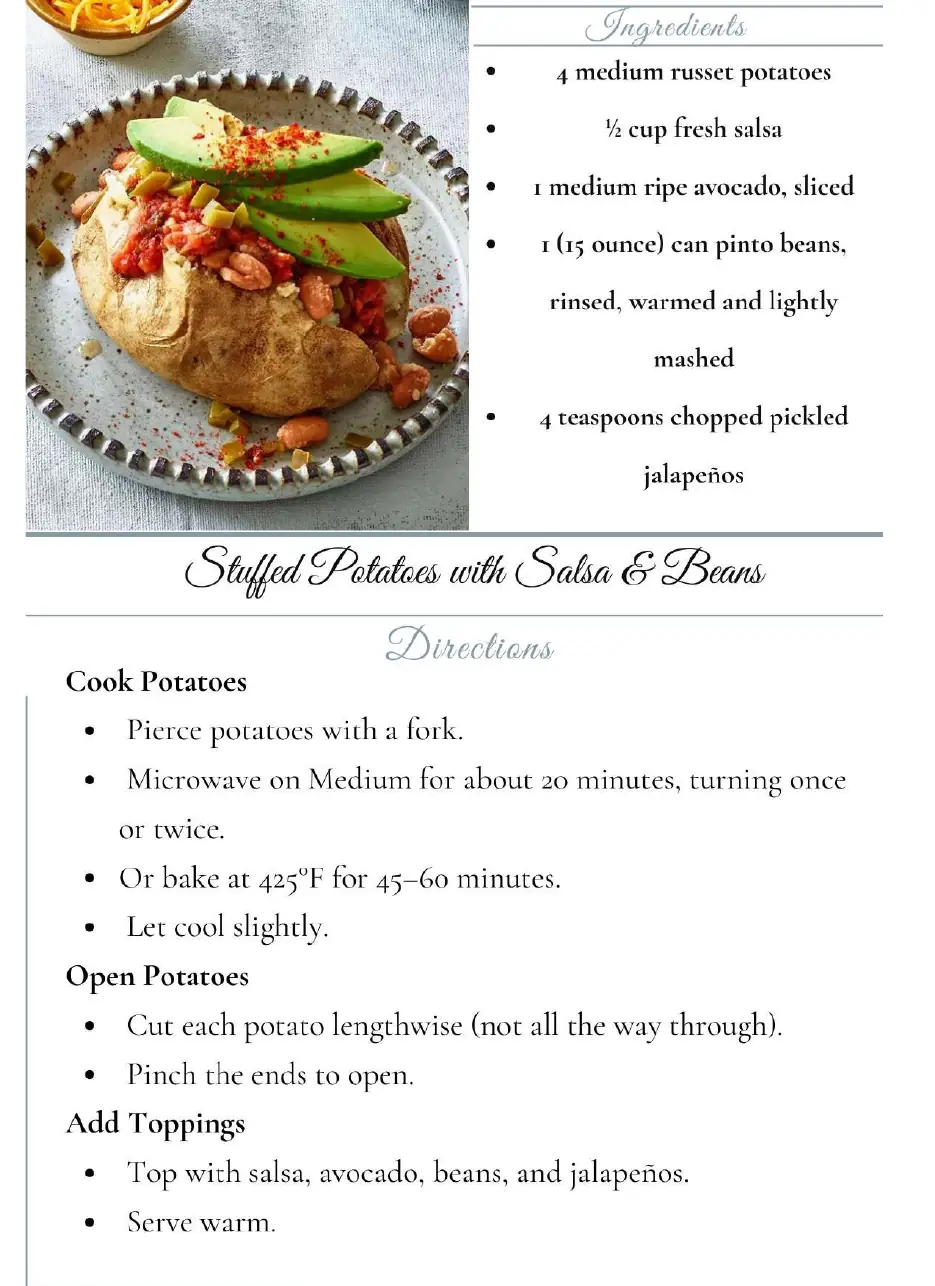 Ingredients
• 4 medium russet potatoes
• ½ cup fresh salsa
• 1 medium ripe avocado, sliced
• 1 (15 ounce) can pinto beans,
rinsed, warmed and lightly
mashed
• 4 teaspoons chopped pickled
jalapeños
Stuffed Potatoes with Salsa & Beans
Directions
Cook Potatoes
• Pierce potatoes with a fork.
• Microwave on Medium for about 20 minutes, turning once
or twice.
• Or bake at 425°F for 45–60 minutes.
• Let cool slightly.
Open Potatoes
• Cut each potato lengthwise (not all the way through).
• Pinch the ends to open.
Add Toppings
• Top with salsa, avocado, beans, and jalapeños.
• Serve warm.